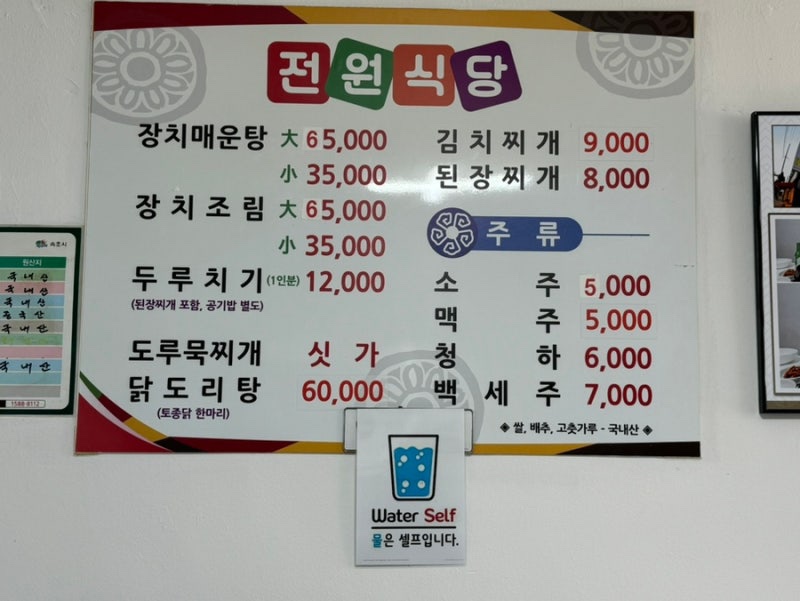 전원식당
장치매운탕 大 65,000
小 35,000
장치조림 大 65,000
小 35,000
두루치기 (1인분) 12,000
(된장찌개 포함, 공기밥 별도)
도루묵찌개 싯가
닭도리탕 60,000
(토종닭 한마리)
김치찌개 9,000
된장찌개 8,000
주류
소주 5,000
맥주 5,000
청하 6,000
백세주 7,000
◈ 쌀, 배추, 고춧가루 - 국내산 ◈
Water Self
물은 셀프입니다.
속초시
원산지
국내산
국내산
국내산
중국산
국내산
국내산
1588-8112